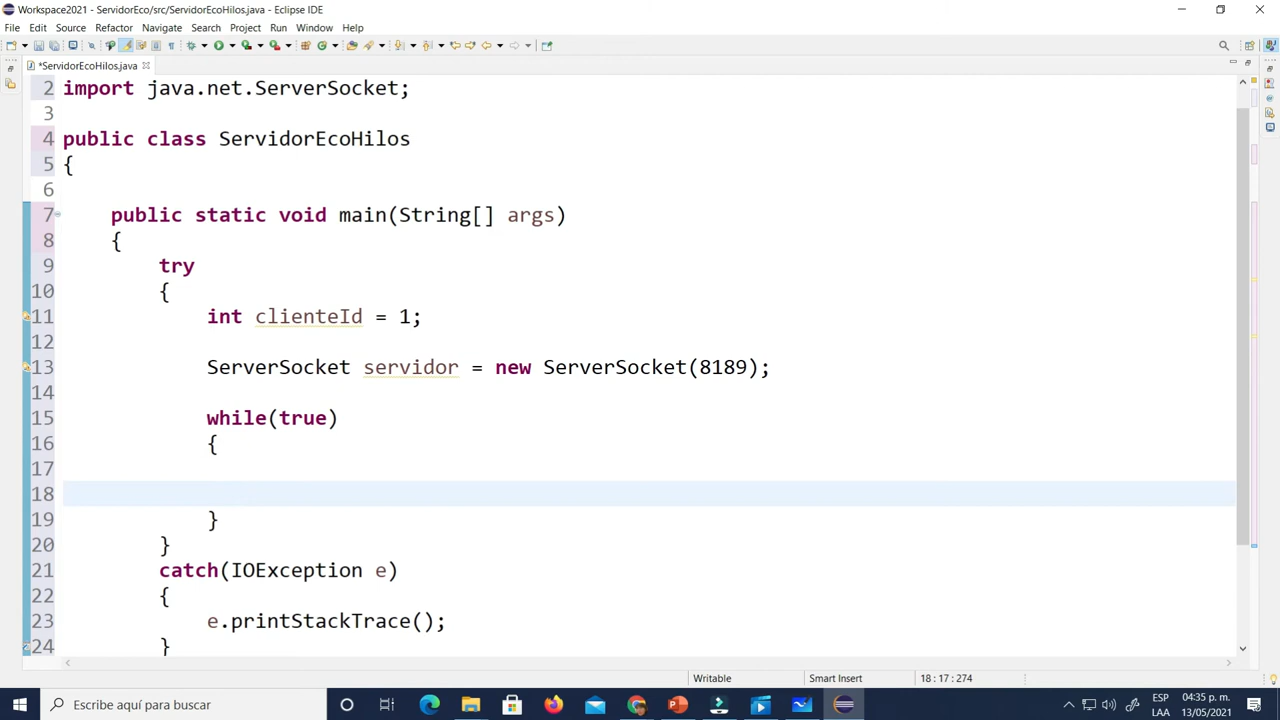 Workspace2021 - ServidorEco/src/ServidorEcoHilos.java - Eclipse IDE
File Edit Source Refactor Navigate Search Project Run Window Help
*ServidorEcoHilos.java
2 import java.net.ServerSocket;
3
4 public class ServidorEcoHilos
5 {
6
7 public static void main(String[] args)
8 {
9 try
10 {
11 int clienteId = 1;
12
13 ServerSocket servidor = new ServerSocket(8189);
14
15 while(true)
16 {
17
18
19 }
20 }
21 catch(IOException e)
22 {
23 e.printStackTrace();
24 }
Writable Smart Insert 18 : 17 : 274
Escribe aquí para buscar
ESP 04:35 p. m.
LAA 13/05/2021